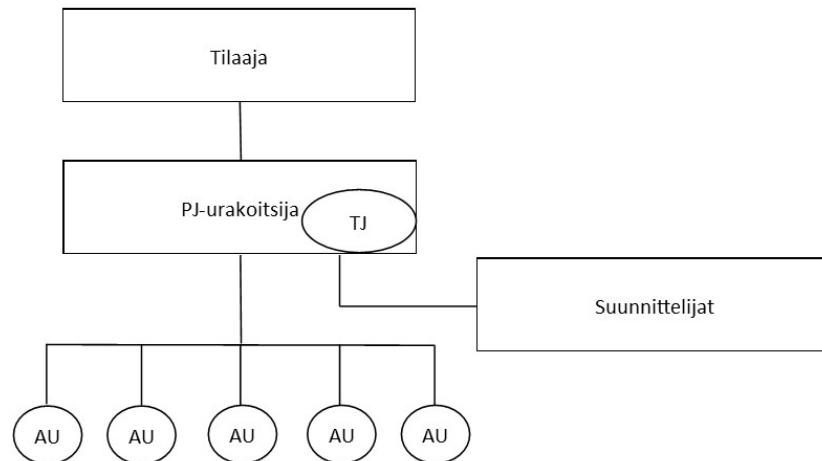 Tilaaja
PJ-urakoitsija
TJ
Suunnittelijat
AU
AU
AU
AU
AU